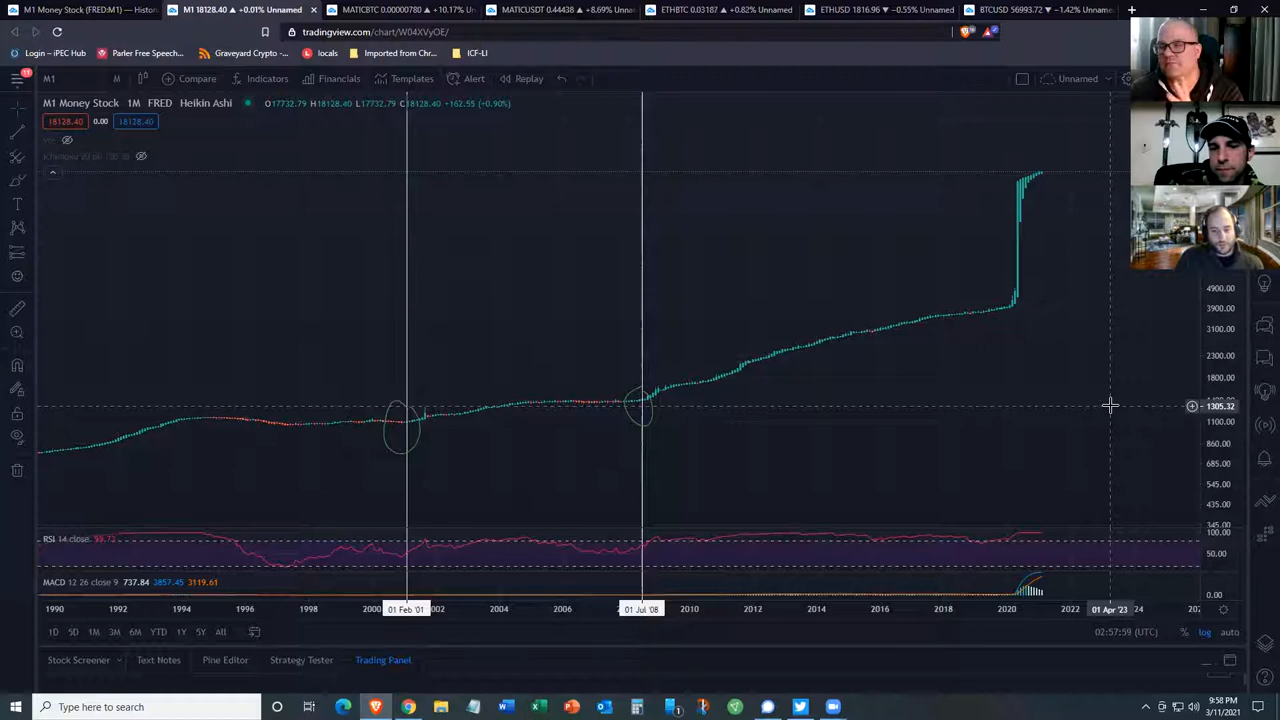 M1 Money Stock (FRED:M1) — Histori
M1 18128.40 ▲ +0.01% Unnamed
MATICBTC 0.00000780 ▲ +10.17% Un
MATICUSDT 0.44438 ▲ +8.69% Unna
ETHBTC 0.03187 ▲ +0.82% Unnamed
ETHUSD 1816.96 ▼ −0.55% Unnamed
BTCUSD 56993.72 ▼ −1.42% Unnam
tradingview.com/chart/W04XVyOE/
Login – iPEC Hub
Parler Free Speech...
Graveyard Crypto -...
locals
Imported from Chr...
ICFLA
M1
M
Compare
Indicators
Financials
Templates
Alert
Replay
Unnamed
M1 Money Stock 1M FRED Heikin Ashi
O17732.79 H18128.40 L17732.79 C18128.40 +162.55 (+0.90%)
18128.40 0.00 18128.40
4900.00
3900.00
3100.00
2300.00
1800.00
1305.32
1100.00
860.00
685.00
545.00
435.00
345.00
RSI 14 close
100.00
50.00
MACD 12 26 close 9 737.84 3857.45 3119.61
0.00
1990 1992 1994 1996 1998 2000 01 Feb '01 002 2004 2006 01 Jul '08 2010 2012 2014 2016 2018 2020 2022 01 Apr '23 24
1D 5D 1M 3M 6M YTD 1Y 5Y All
02:57:59 (UTC) % log auto
Stock Screener Text Notes Pine Editor Strategy Tester Trading Panel
Type here to search
9:58 PM
3/11/2021